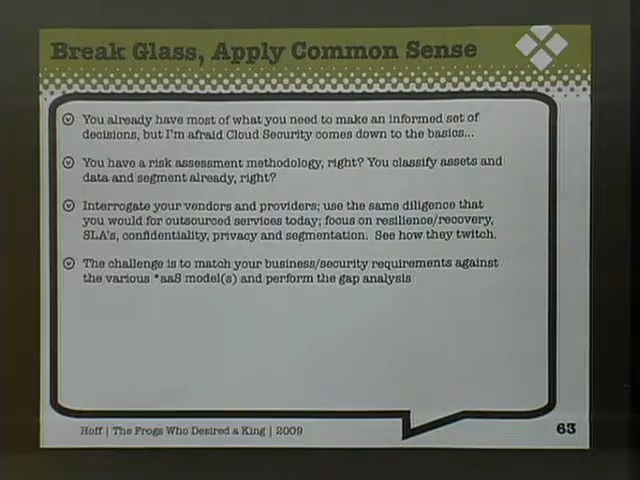 Break Glass, Apply Common Sense
You already have most of what you need to make an informed set of
decisions, but I'm afraid Cloud Security comes down to the basics...
You have a risk assessment methodology, right? You classify assets and
data and segment already, right?
Interrogate your vendors and providers; use the same diligence that
you would for outsourced services today; focus on resilience/recovery,
SLA's, confidentiality, privacy and segmentation. See how they twitch.
The challenge is to match your business/security requirements against
the various *aaS model(s) and perform the gap analysis
Hoff | The Frogs Who Desired a King | 2009
63